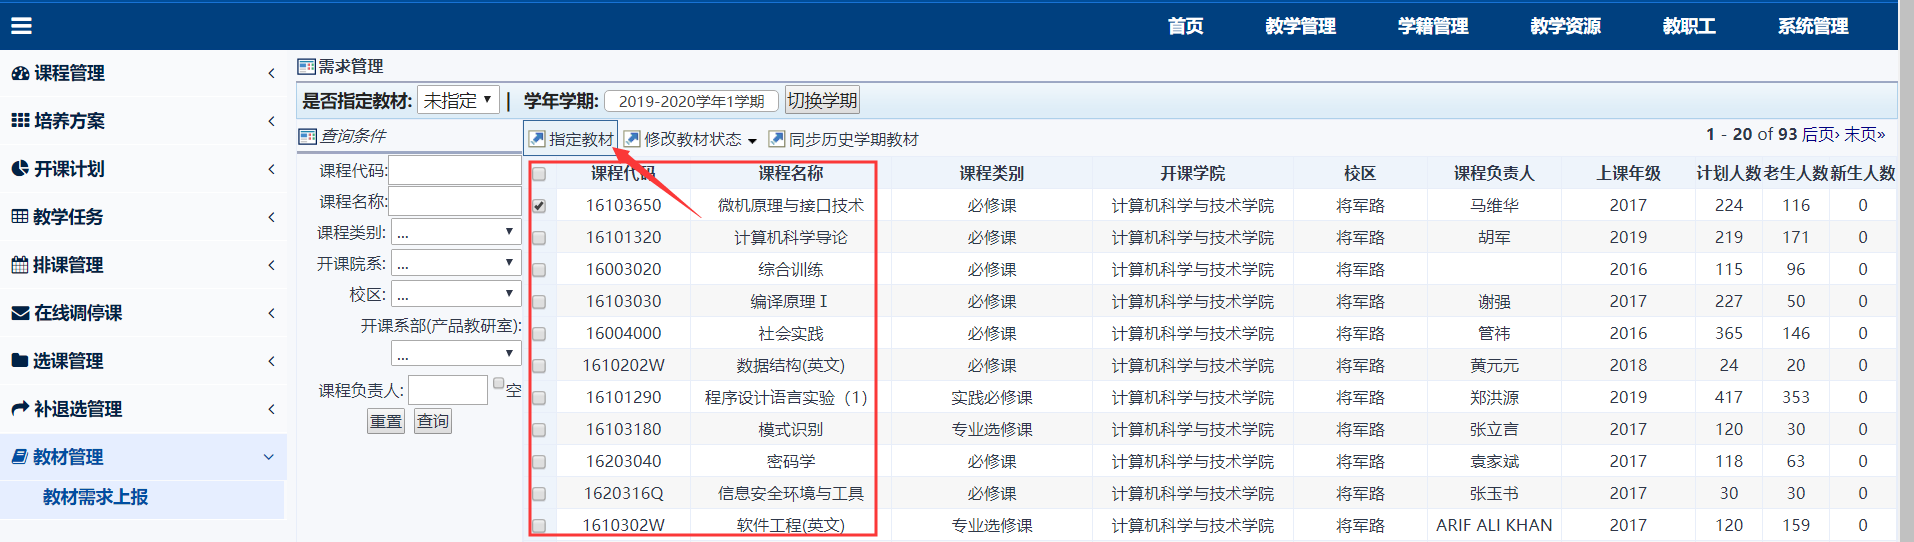 首页 教学管理 学籍管理 教学资源 教职工 系统管理
课程管理
培养方案
开课计划
教学任务
排课管理
在线调停课
选课管理
补退选管理
教材管理
教材需求上报
需求管理
是否指定教材: 未指定 | 学年学期: 2019-2020学年1学期 切换学期
查询条件
课程代码:
课程名称:
课程类别: ...
开课院系: ...
校区: ...
开课系部(产品教研室):
...
课程负责人: 空
重置 查询
指定教材 修改教材状态 同步历史学期教材 1 - 20 of 93 后页› 末页»
课程代码 课程名称 课程类别 开课学院 校区 课程负责人 上课年级 计划人数 老生人数 新生人数
16103650 微机原理与接口技术 必修课 计算机科学与技术学院 将军路 马维华 2017 224 116 0
16101320 计算机科学导论 必修课 计算机科学与技术学院 将军路 胡军 2019 219 171 0
16003020 综合训练 必修课 计算机科学与技术学院 将军路 2016 115 96 0
16103030 编译原理 I 必修课 计算机科学与技术学院 将军路 谢强 2017 227 50 0
16004000 社会实践 必修课 计算机科学与技术学院 将军路 管祎 2016 365 146 0
1610202W 数据结构(英文) 必修课 计算机科学与技术学院 将军路 黄元元 2018 24 20 0
16101290 程序设计语言实验（1） 实践必修课 计算机科学与技术学院 将军路 郑洪源 2019 417 353 0
16103180 模式识别 专业选修课 计算机科学与技术学院 将军路 张立言 2017 120 30 0
16203040 密码学 必修课 计算机科学与技术学院 将军路 袁家斌 2017 118 63 0
1620316Q 信息安全环境与工具 必修课 计算机科学与技术学院 将军路 张玉书 2017 30 30 0
1610302W 软件工程(英文) 专业选修课 计算机科学与技术学院 将军路 ARIF ALI KHAN 2017 120 159 0